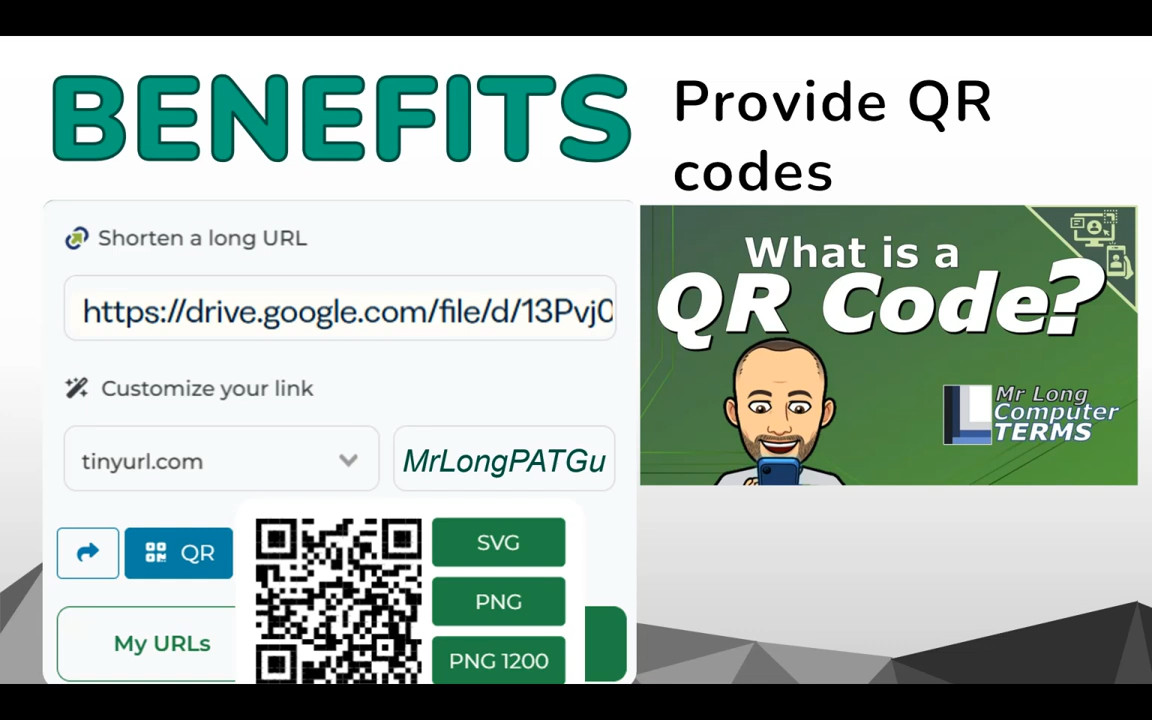 BENEFITS
Provide QR
codes
Shorten a long URL
https://drive.google.com/file/d/13Pvj0
Customize your link
tinyurl.com
MrLongPATGu
QR
SVG
PNG
PNG 1200
My URLs
What is a
QR Code?
Mr Long
Computer
TERMS